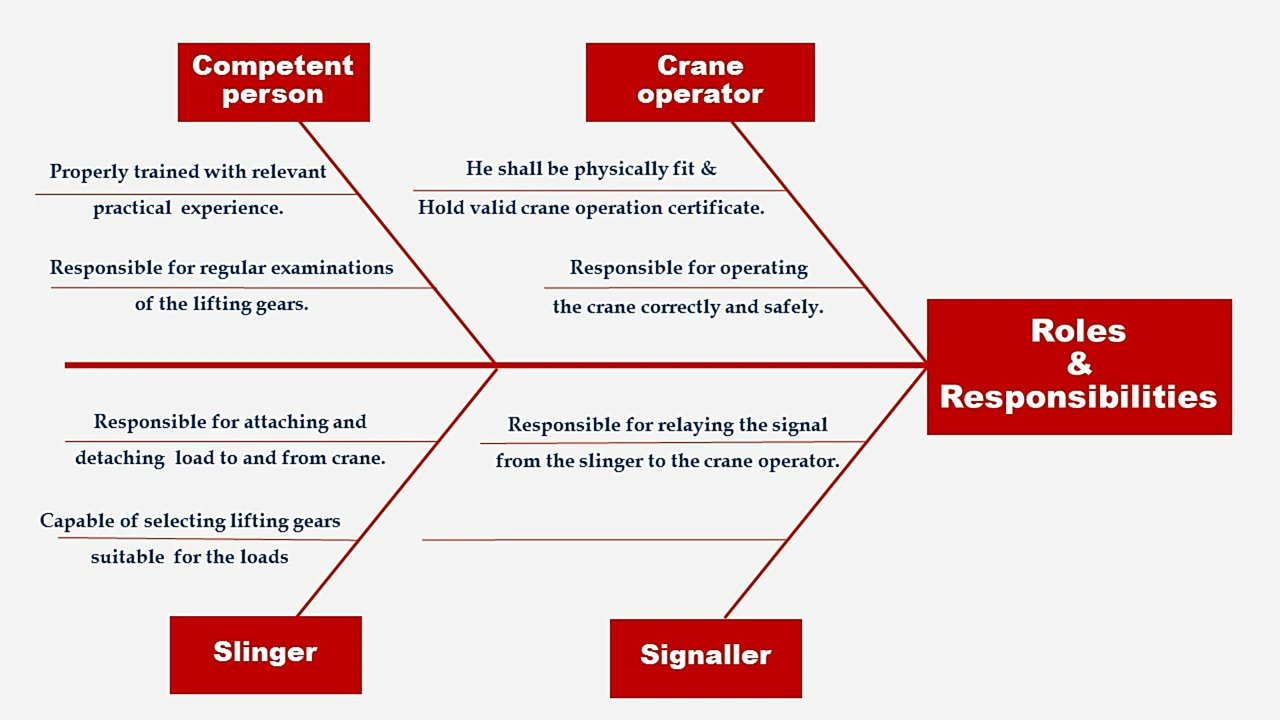 Competent
person
Crane
operator
Properly trained with relevant
practical experience.
He shall be physically fit &
Hold valid crane operation certificate.
Responsible for regular examinations
of the lifting gears.
Responsible for operating
the crane correctly and safely.
Roles
&
Responsibilities
Responsible for attaching and
detaching load to and from crane.
Responsible for relaying the signal
from the slinger to the crane operator.
Capable of selecting lifting gears
suitable for the loads
Slinger
Signaller